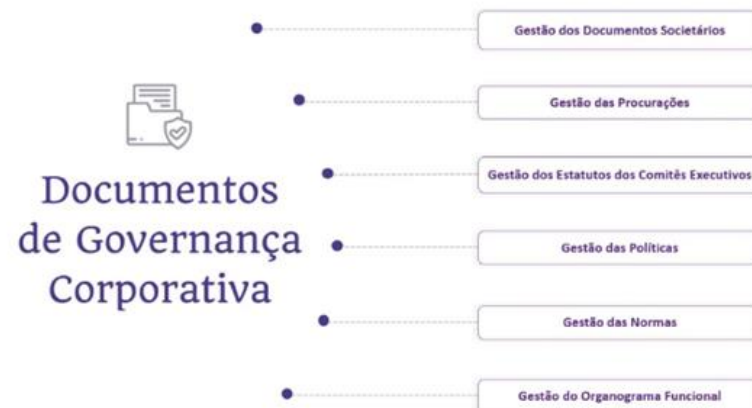 Documentos
de Governança
Corporativa
Gestão dos Documentos Societários
Gestão das Procurações
Gestão dos Estatutos dos Comitês Executivos
Gestão das Políticas
Gestão das Normas
Gestão do Organograma Funcional